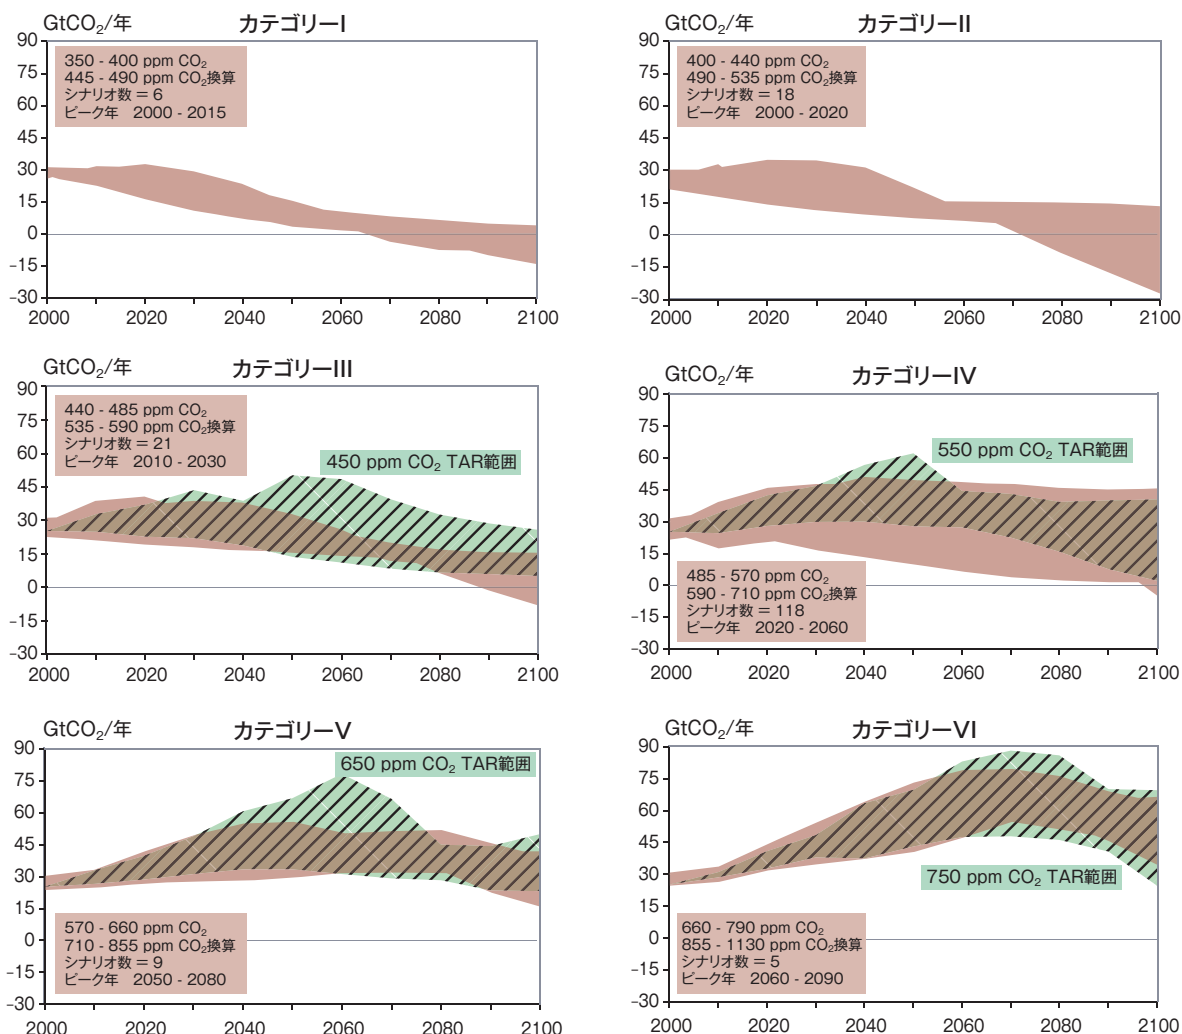 GtCO₂/年
カテゴリーI
90
75
60
45
30
15
0
–15
–30
350 - 400 ppm CO₂
445 - 490 ppm CO₂換算
シナリオ数 = 6
ピーク年 2000 - 2015
2000
2020
2040
2060
2080
2100
GtCO₂/年
カテゴリーII
90
75
60
45
30
15
0
–15
–30
400 - 440 ppm CO₂
490 - 535 ppm CO₂換算
シナリオ数 = 18
ピーク年 2000 - 2020
2000
2020
2040
2060
2080
2100
GtCO₂/年
カテゴリーIII
90
75
60
45
30
15
0
–15
–30
440 - 485 ppm CO₂
535 - 590 ppm CO₂換算
シナリオ数 = 21
ピーク年 2010 - 2030
450 ppm CO₂ TAR範囲
2000
2020
2040
2060
2080
2100
GtCO₂/年
カテゴリーIV
90
75
60
45
30
15
0
–15
–30
550 ppm CO₂ TAR範囲
485 - 570 ppm CO₂
590 - 710 ppm CO₂換算
シナリオ数 = 118
ピーク年 2020 - 2060
2000
2020
2040
2060
2080
2100
GtCO₂/年
カテゴリーV
90
75
60
45
30
15
0
–15
–30
650 ppm CO₂ TAR範囲
570 - 660 ppm CO₂
710 - 855 ppm CO₂換算
シナリオ数 = 9
ピーク年 2050 - 2080
2000
2020
2040
2060
2080
2100
GtCO₂/年
カテゴリーVI
90
75
60
45
30
15
0
–15
–30
750 ppm CO₂ TAR範囲
660 - 790 ppm CO₂
855 - 1130 ppm CO₂換算
シナリオ数 = 5
ピーク年 2060 - 2090
2000
2020
2040
2060
2080
2100